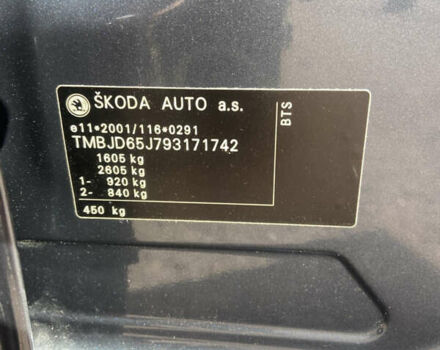 ŠKODA AUTO a.s.
e11*2001/116*0291
TMBJD65J793171742
1605 kg
2605 kg
1- 920 kg
2- 840 kg
450 kg
BTS